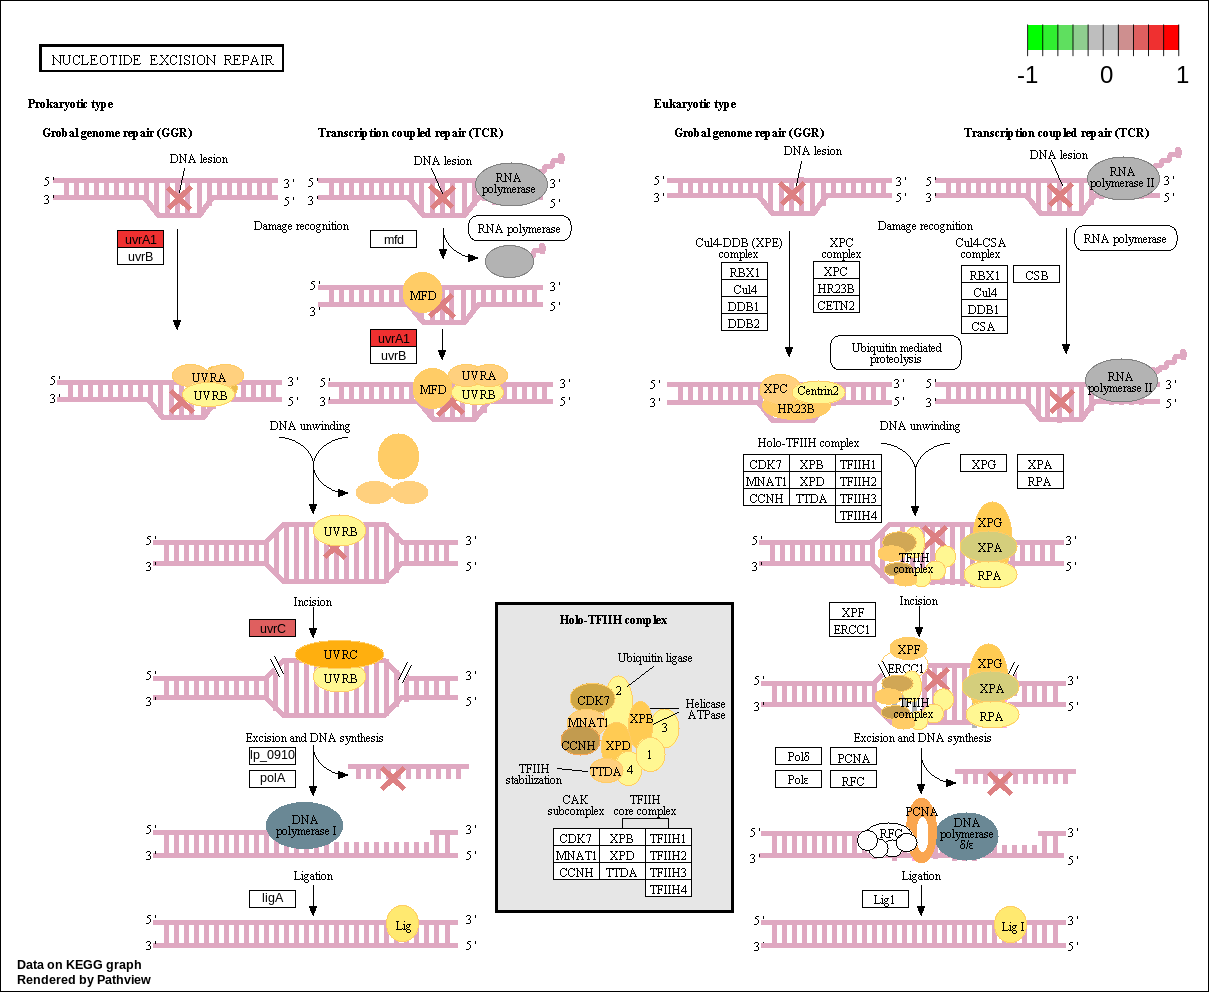 NUCLEOTIDE EXCISION REPAIR
-1 0 1
Prokaryotic type
Eukaryotic type
Grobal genome repair (GGR)
Transcription coupled repair (TCR)
Grobal genome repair (GGR)
Transcription coupled repair (TCR)
DNA lesion
DNA lesion
RNA
polymerase
DNA lesion
DNA lesion
RNA
polymerase II
5' 3'
3' 5'
5' 3'
3' 5'
5' 3'
3' 5'
5' 3'
3' 5'
Damage recognition
uvrA1
uvrB
mfd
RNA polymerase
MFD
5' 3'
3' 5'
uvrA1
uvrB
Damage recognition
Cul4-DDB (XPE)
complex
RBX1
Cul4
DDB1
DDB2
XPC
complex
XPC
HR23B
CETN2
Cul4-CSA
complex
RBX1
Cul4
DDB1
CSA
CSB
RNA polymerase
Ubiquitin mediated
proteolysis
5' 3'
3' 5'
UVRA
UVRB
5' 3'
3' 5'
MFD
UVRA
UVRB
5' 3'
3' 5'
XPC
Centrin2
HR23B
5' 3'
3' 5'
RNA
polymerase II
DNA unwinding
DNA unwinding
Holo-TFIIH complex
CDK7 XPB TFIIH1
MNAT1 XPD TFIIH2
CCNH TTDA TFIIH3
TFIIH4
XPG
XPA
RPA
5' 3'
3' 5'
UVRB
5' 3'
3' 5'
TFIIH
complex
XPG
XPA
RPA
Incision
uvrC
Incision
XPF
ERCC1
UVRC
UVRB
5' 3'
3' 5'
XPF
ERCC1
TFIIH
complex
XPG
XPA
RPA
5' 3'
3' 5'
Holo-TFIIH complex
Ubiquitin ligase
CDK7
2
MNAT1
XPB
Helicase
ATPase
3
CCNH
XPD
1
TTDA
4
TFIIH
stabilization
CAK
subcomplex
TFIIH
core complex
CDK7 XPB TFIIH1
MNAT1 XPD TFIIH2
CCNH TTDA TFIIH3
TFIIH4
Excision and DNA synthesis
lp_0910
polA
Excision and DNA synthesis
Polδ
Polε
PCNA
RFC
DNA
polymerase I
5' 3'
3' 5'
RFC
PCNA
DNA
polymerase
δ/ε
5' 3'
3' 5'
Ligation
ligA
Ligation
Lig1
5' 3'
3' 5'
Lig
5' 3'
3' 5'
Lig I
Data on KEGG graph
Rendered by Pathview